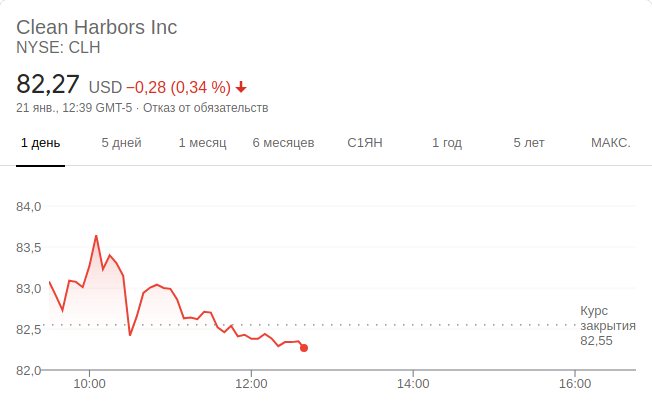 Clean Harbors Inc
NYSE: CLH
82,27 USD −0,28 (0,34 %)
21 янв., 12:39 GMT-5 · Отказ от обязательств
1 день 5 дней 1 месяц 6 месяцев С1ЯН 1 год 5 лет МАКС.
84,0
83,5
83,0
82,5
82,0
Курс
закрытия
82,55
10:00 12:00 14:00 16:00